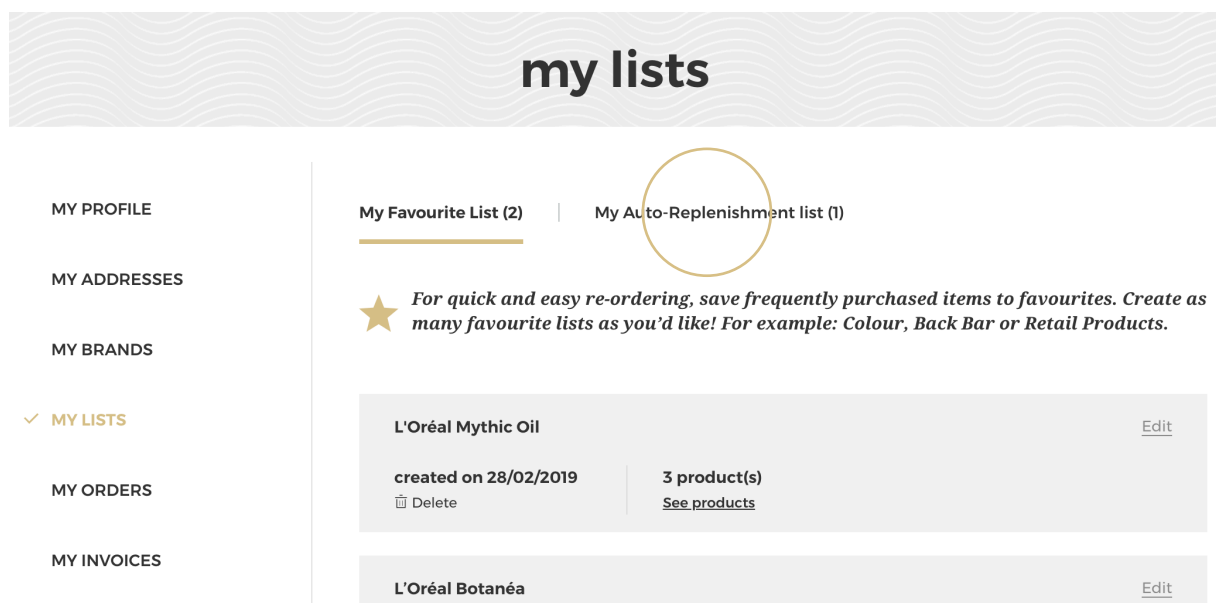 my lists
MY PROFILE
MY ADDRESSES
MY BRANDS
MY LISTS
MY ORDERS
MY INVOICES
My Favourite List (2)
My Auto-Replenishment list (1)
For quick and easy re-ordering, save frequently purchased items to favourites. Create as
many favourite lists as you’d like! For example: Colour, Back Bar or Retail Products.
L'Oréal Mythic Oil
Edit
created on 28/02/2019
3 product(s)
Delete
See products
L’Oréal Botanéa
Edit